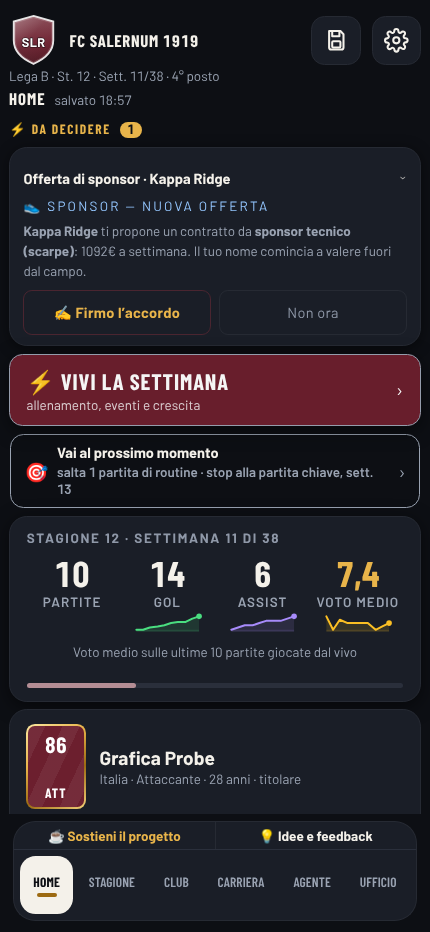 SLR
FC SALERNUM 1919
Lega B · St. 12 · Sett. 11/38 · 4° posto
HOME salvato 18:57
⚡ DA DECIDERE 1
Offerta di sponsor · Kappa Ridge
👟 SPONSOR — NUOVA OFFERTA
Kappa Ridge ti propone un contratto da sponsor tecnico
(scarpe): 1092€ a settimana. Il tuo nome comincia a valere fuori
dal campo.
✍️ Firmo l'accordo
Non ora
⚡ VIVI LA SETTIMANA
allenamento, eventi e crescita
Vai al prossimo momento
🎯 salta 1 partita di routine · stop alla partita chiave, sett.
13
STAGIONE 12 · SETTIMANA 11 DI 38
10 14 6 7,4
PARTITE GOL ASSIST VOTO MEDIO
Voto medio sulle ultime 10 partite giocate dal vivo
86
ATT
Grafica Probe
Italia · Attaccante · 28 anni · titolare
☕ Sostieni il progetto
💡 Idee e feedback
HOME STAGIONE CLUB CARRIERA AGENTE UFFICIO